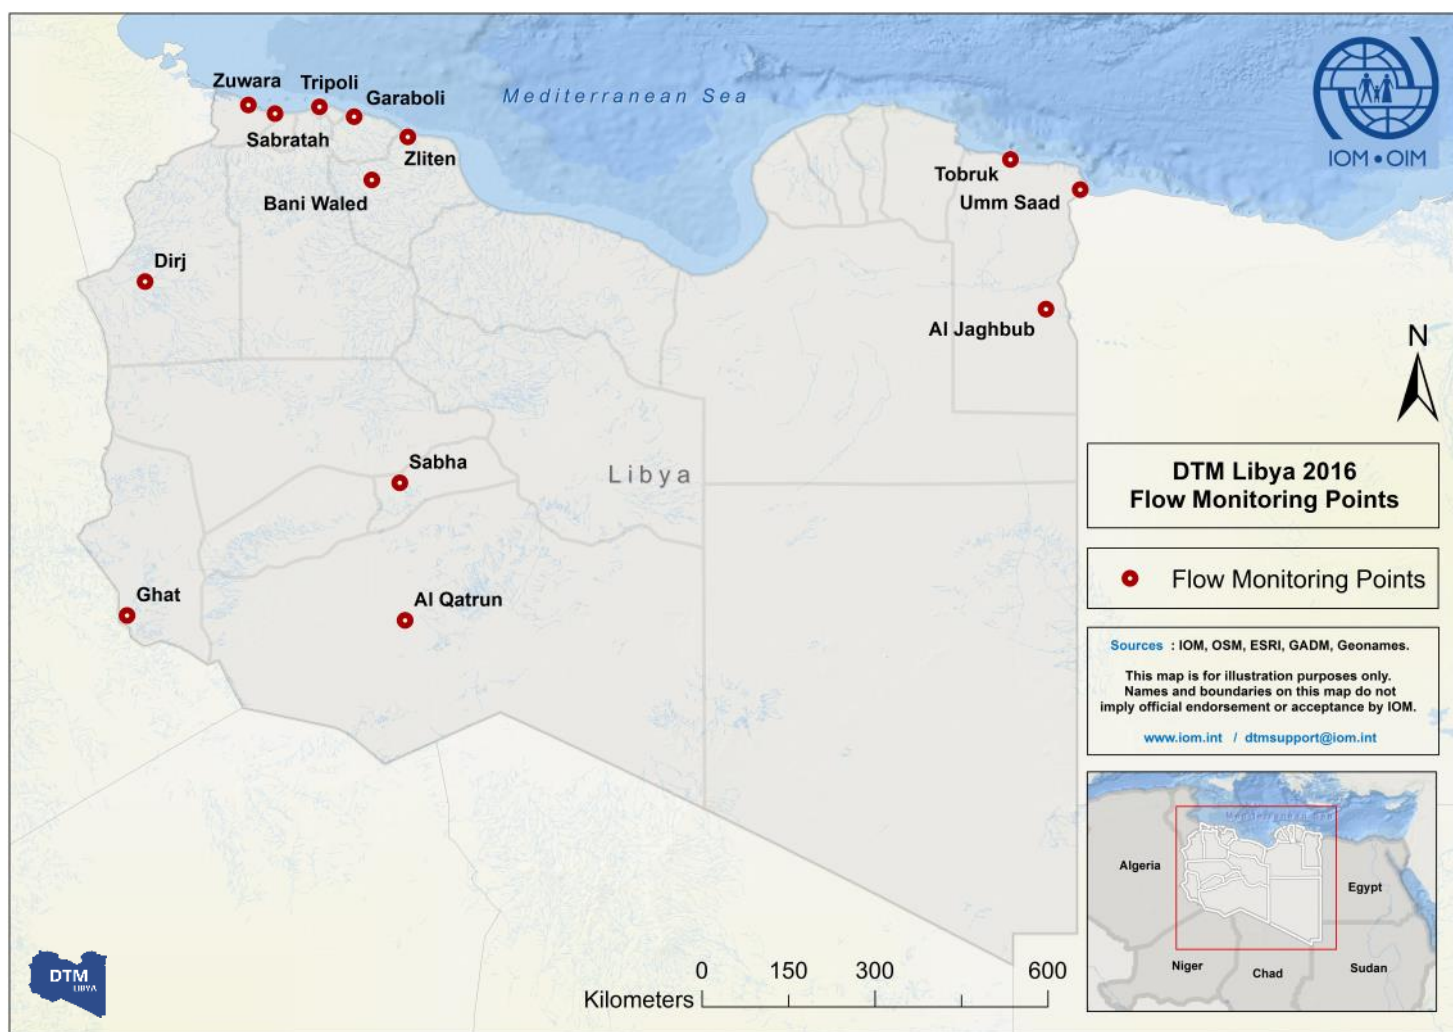 Zuwara
Tripoli
Garaboli
Mediterranean Sea
Sabratah
Zliten
Bani Waled
IOM • OIM
Tobruk
Umm Saad
Dirj
Al Jaghbub
N
Sabha
Libya
DTM Libya 2016
Flow Monitoring Points
Flow Monitoring Points
Ghat
Al Qatrun
Sources : IOM, OSM, ESRI, GADM, Geonames.
This map is for illustration purposes only.
Names and boundaries on this map do not
imply official endorsement or acceptance by IOM.
www.iom.int / dtmsupport@iom.int
Mediterranean Sea
Algeria
Egypt
Niger
Chad
Sudan
DTM
LIBYA
0 150 300 600
Kilometers